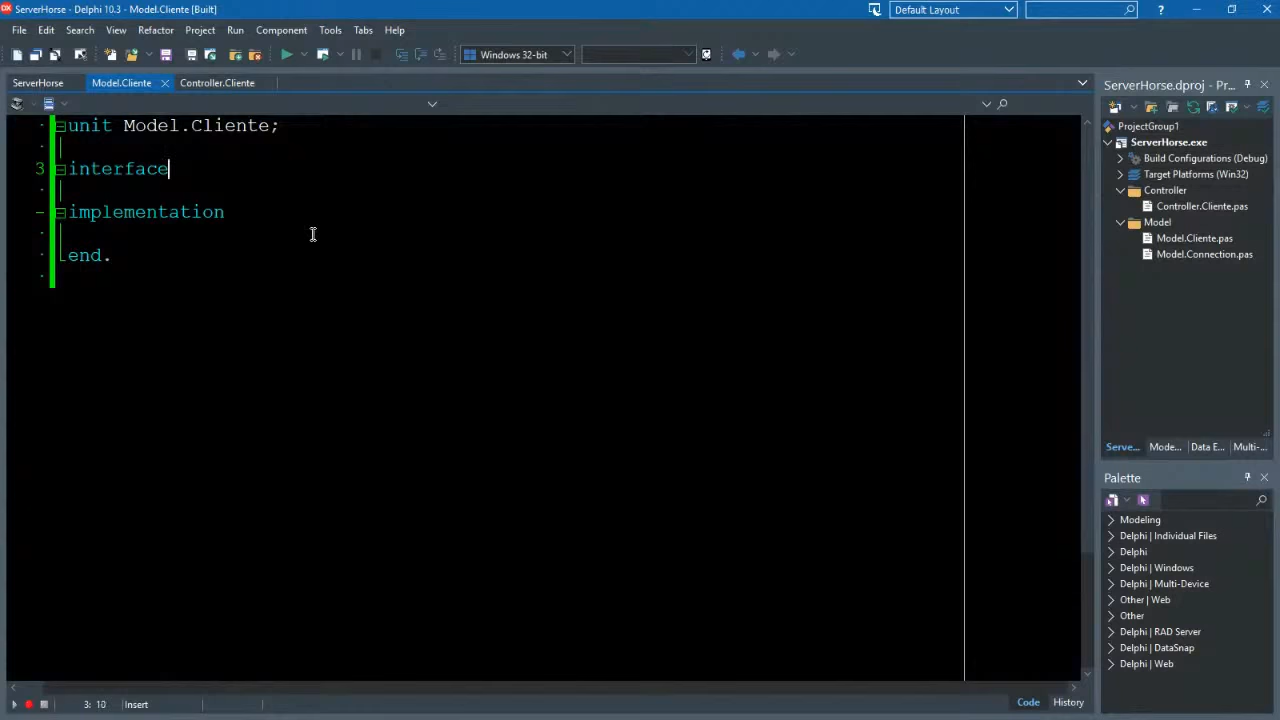 ServerHorse - Delphi 10.3 - Model.Cliente [Built]
Default Layout
?
File Edit Search View Refactor Project Run Component Tools Tabs Help
Windows 32-bit
ServerHorse Model.Cliente Controller.Cliente
unit Model.Cliente;
3 interface
implementation
end.
3: 10 Insert
Code History
ServerHorse.dproj - Pr...
ProjectGroup1
ServerHorse.exe
Build Configurations (Debug)
Target Platforms (Win32)
Controller
Controller.Cliente.pas
Model
Model.Cliente.pas
Model.Connection.pas
Serve... Mode... Data E... Multi-...
Palette
Modeling
Delphi | Individual Files
Delphi
Delphi | Windows
Delphi | Multi-Device
Other | Web
Other
Delphi | RAD Server
Delphi | DataSnap
Delphi | Web